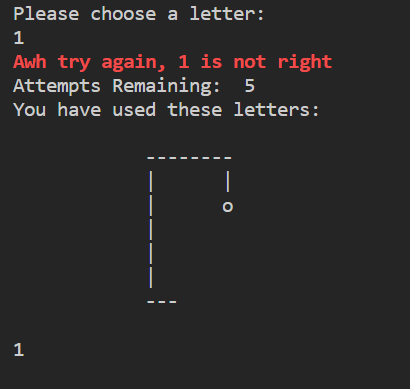 Please choose a letter:
1
Awh try again, 1 is not right
Attempts Remaining:  5
You have used these letters:
--------
|      |
|      o
|
|
|
---
1